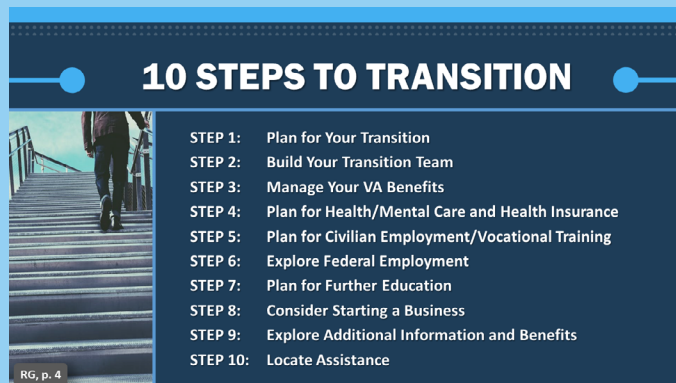 10 STEPS TO TRANSITION
STEP 1: Plan for Your Transition
STEP 2: Build Your Transition Team
STEP 3: Manage Your VA Benefits
STEP 4: Plan for Health/Mental Care and Health Insurance
STEP 5: Plan for Civilian Employment/Vocational Training
STEP 6: Explore Federal Employment
STEP 7: Plan for Further Education
STEP 8: Consider Starting a Business
STEP 9: Explore Additional Information and Benefits
STEP 10: Locate Assistance
RG, p. 4